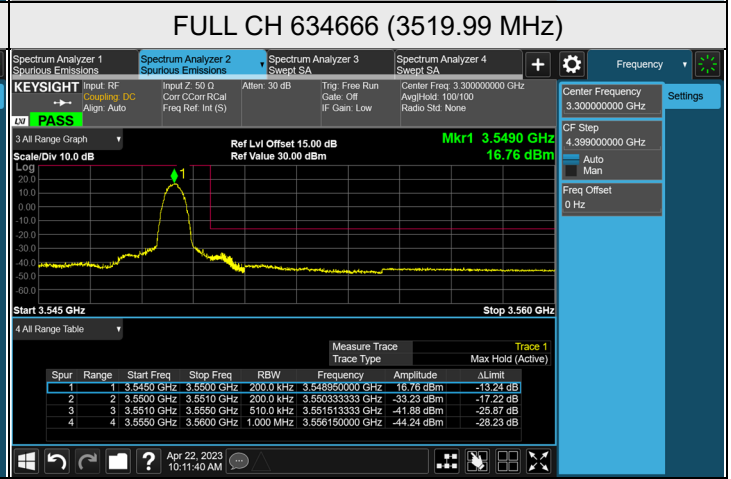 FULL CH 634666 (3519.99 MHz)
Spectrum Analyzer 1
Spurious Emissions
Spectrum Analyzer 2
Spurious Emissions
Spectrum Analyzer 3
Swept SA
Spectrum Analyzer 4
Swept SA
+
Frequency
KEYSIGHT
Input: RF
Coupling: DC
Align: Auto
Input Z: 50 Ω
Corr CCorr RCal
Freq Ref: Int (S)
Atten: 30 dB
Trig: Free Run
Gate: Off
IF Gain: Low
Center Freq: 3.300000000 GHz
Avg|Hold: 100/100
Radio Std: None
LXI PASS
Center Frequency
3.300000000 GHz
Settings
CF Step
4.399000000 GHz
Auto
Man
Freq Offset
0 Hz
3 All Range Graph
Scale/Div 10.0 dB
Ref Lvl Offset 15.00 dB
Ref Value 30.00 dBm
Mkr1 3.5490 GHz
16.76 dBm
Log
1
20.0
10.0
0.00
-10.0
-20.0
-30.0
-40.0
-50.0
-60.0
Start 3.545 GHz Stop 3.560 GHz
4 All Range Table
Measure Trace Trace 1
Trace Type Max Hold (Active)
Spur Range Start Freq Stop Freq RBW Frequency Amplitude ΔLimit
1 1 3.5450 GHz 3.5500 GHz 200.0 kHz 3.548950000 GHz 16.76 dBm -13.24 dB
2 2 3.5500 GHz 3.5510 GHz 200.0 kHz 3.550333333 GHz -33.23 dBm -17.22 dB
3 3 3.5510 GHz 3.5550 GHz 510.0 kHz 3.551513333 GHz -41.88 dBm -25.87 dB
4 4 3.5550 GHz 3.5600 GHz 1.000 MHz 3.556150000 GHz -44.24 dBm -28.23 dB
?
Apr 22, 2023
10:11:40 AM